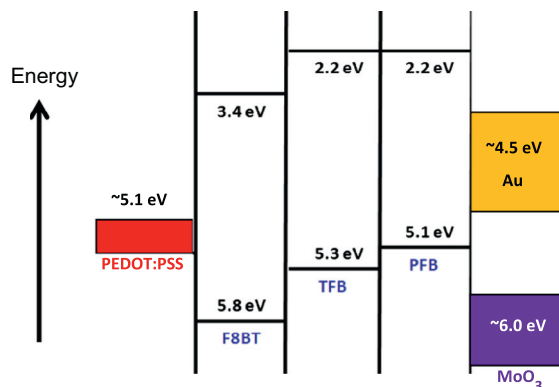 Energy
2.2 eV
2.2 eV
3.4 eV
~4.5 eV
Au
~5.1 eV
PEDOT:PSS
5.1 eV
PFB
5.3 eV
TFB
5.8 eV
F8BT
~6.0 eV
MoO3